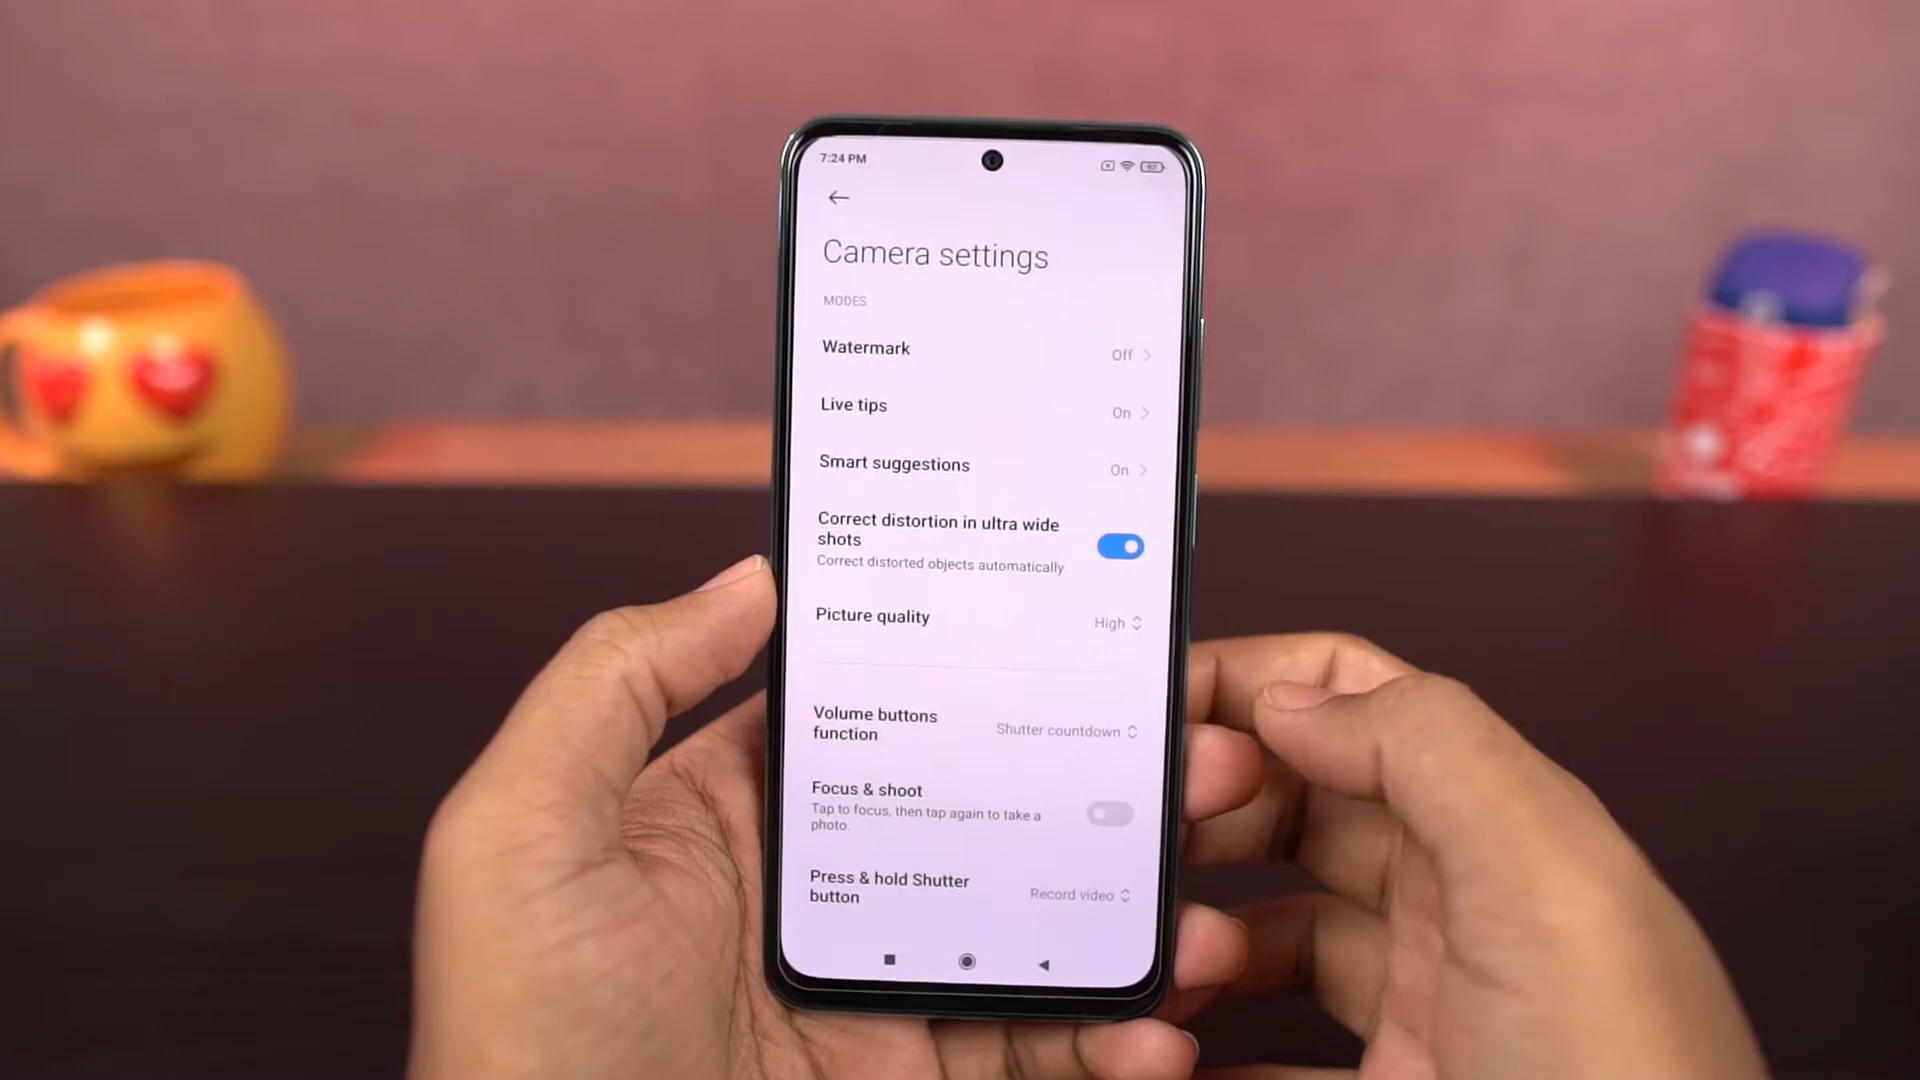 7:24 PM
97
Camera settings
MODES
Watermark
Off
Live tips
On
Smart suggestions
On
Correct distortion in ultra wide
shots
Correct distorted objects automatically
Picture quality
High
Volume buttons
function
Shutter countdown
Focus & shoot
Tap to focus, then tap again to take a
photo.
Press & hold Shutter
button
Record video